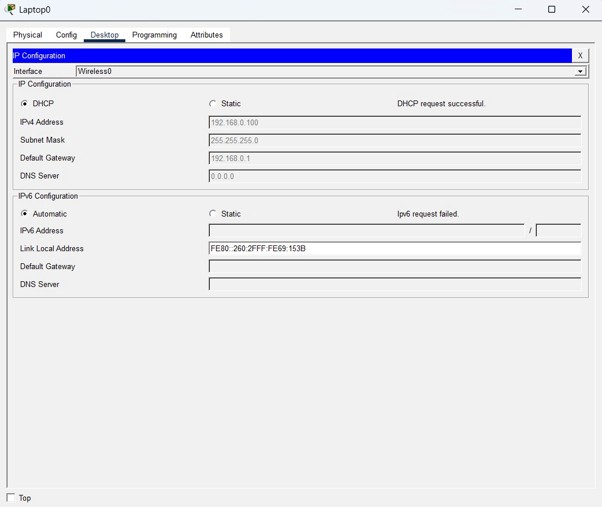 Laptop0
Physical Config Desktop Programming Attributes
IP Configuration X
Interface Wireless0
IP Configuration
DHCP Static DHCP request successful.
IPv4 Address 192.168.0.100
Subnet Mask 255.255.255.0
Default Gateway 192.168.0.1
DNS Server 0.0.0.0
IPv6 Configuration
Automatic Static Ipv6 request failed.
IPv6 Address /
Link Local Address FE80::260:2FFF:FE69:153B
Default Gateway
DNS Server
Top